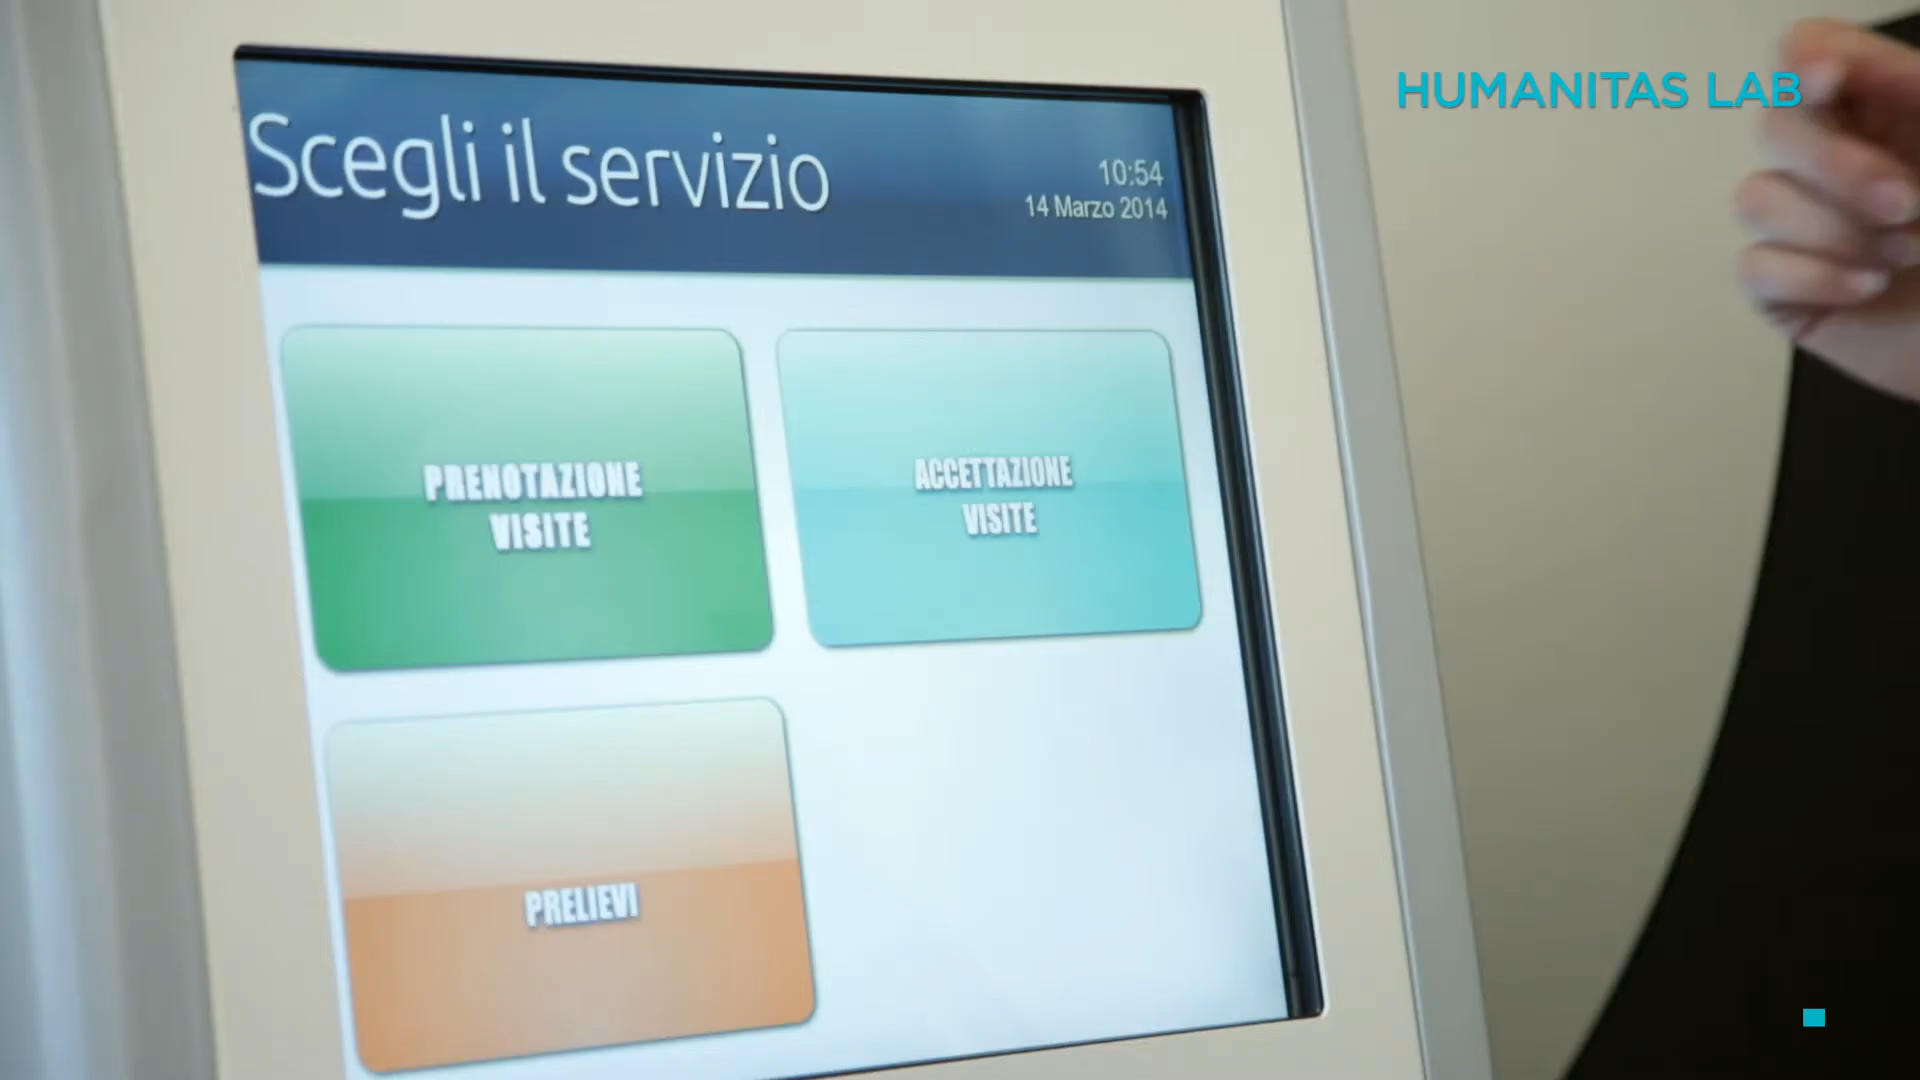 HUMANITAS LAB
Scegli il servizio
10:54
14 Marzo 2014
PRENOTAZIONE
VISITE
ACCETTAZIONE
VISITE
PRELIEVI